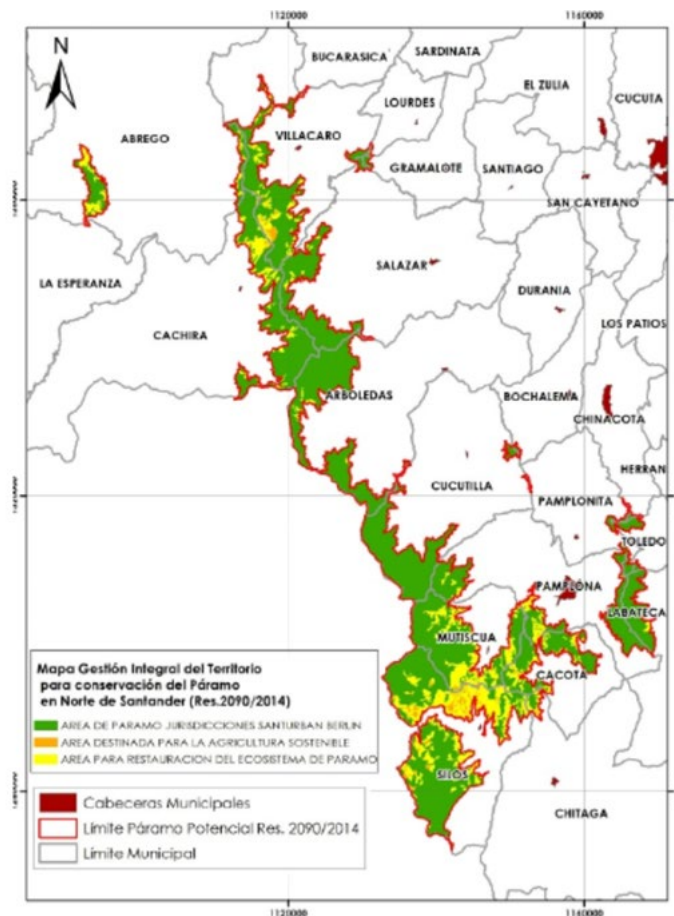 1120000 1160000
N
BUCARASICA
SARDINATA
EL ZULIA
CUCUTA
LOURDES
ABREGO
VILLACARO
GRAMALOTE
SANTIAGO
SAN CAYETANO
LA ESPERANZA
SALAZAR
DURANIA
LOS PATIOS
CACHIRA
ARBOLEDAS
BOCHALEMA
CHINACOTA
HERRAN
CUCUTILLA
PAMPLONITA
TOLEDO
PAMPLONA
LABATECA
MUTISCUA
CACOTA
SILOS
CHITAGA
Mapa Gestión Integral del Territorio
para conservación del Páramo
en Norte de Santander (Res.2090/2014)
AREA DE PARAMO JURISDICCIONES SANTURBAN BERLIN
AREA DESTINADA PARA LA AGRICULTURA SOSTENIBLE
AREA PARA RESTAURACION DEL ECOSISTEMA DE PARAMO
Cabeceras Municipales
Límite Páramo Potencial Res. 2090/2014
Límite Municipal
1120000 1160000